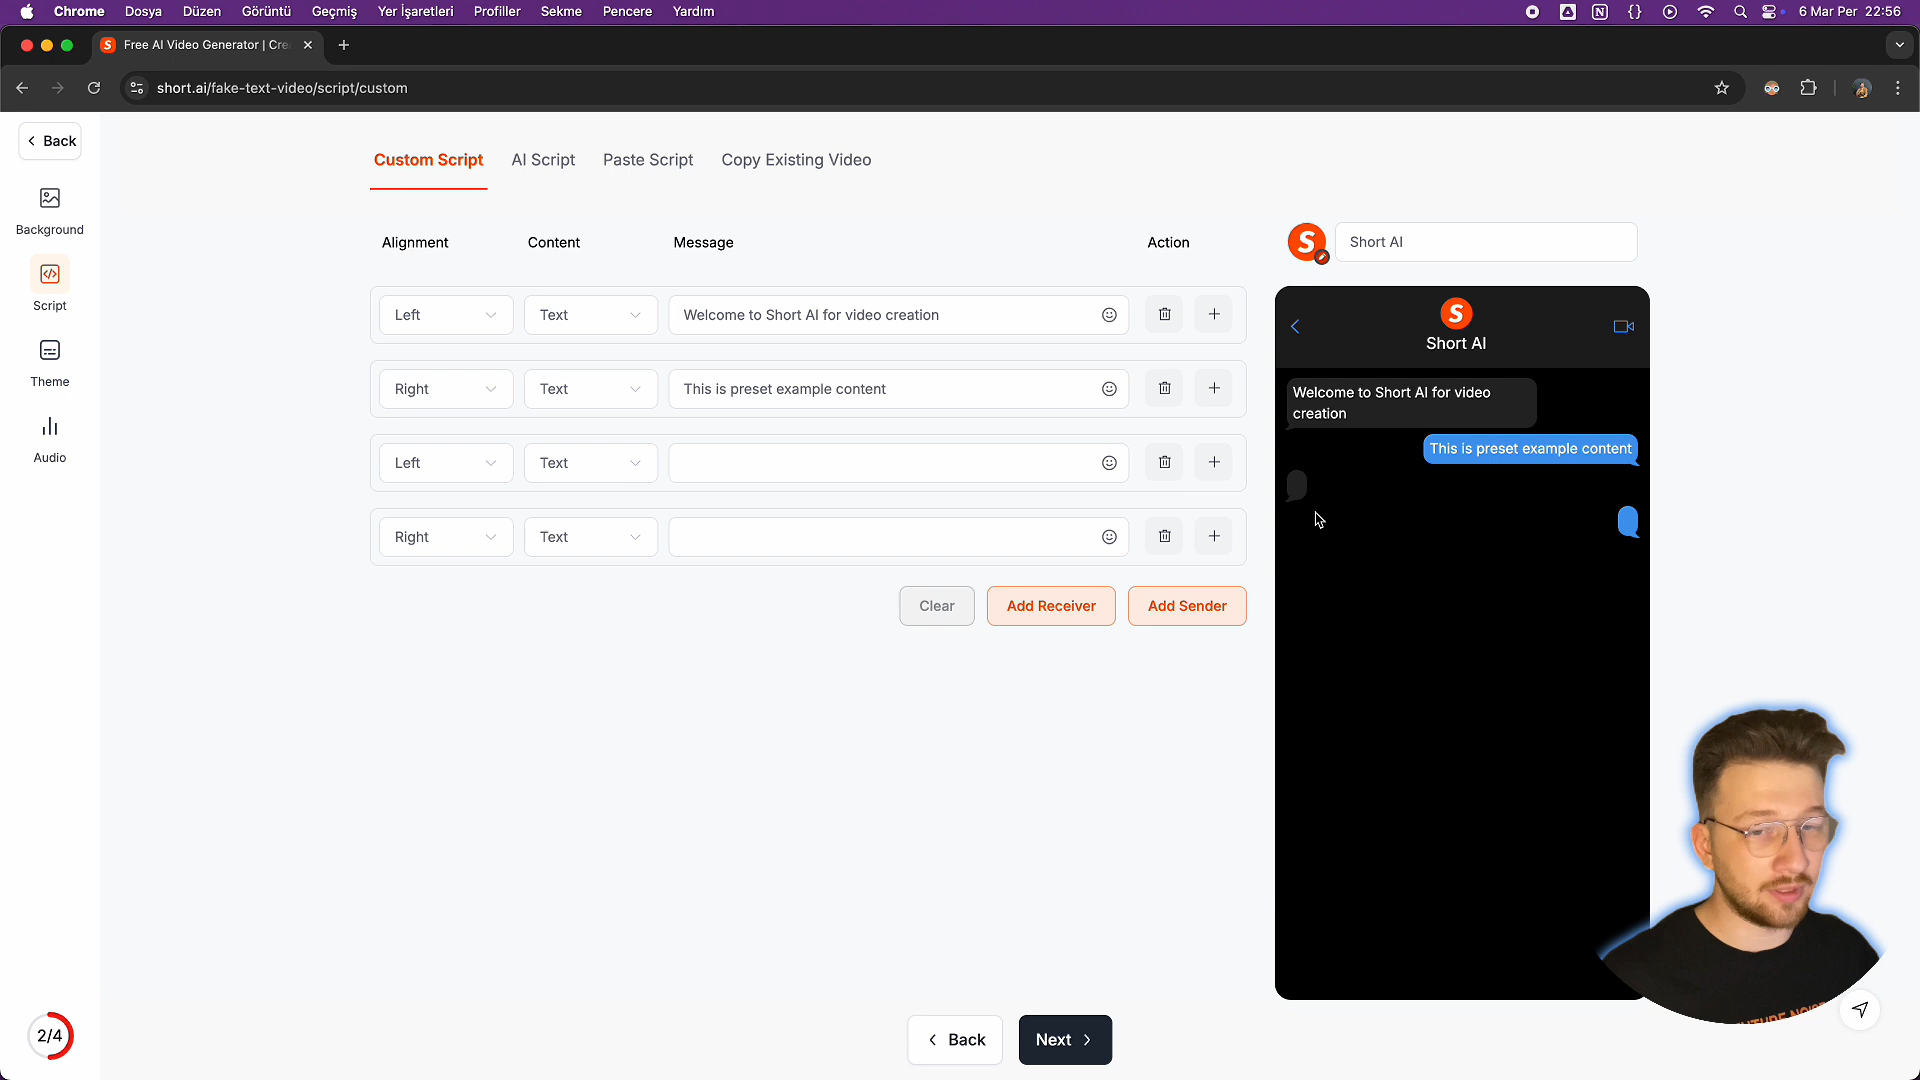 Chrome Dosya Düzen Görüntü Geçmiş Yer İşaretleri Profiller Sekme Pencere Yardım 6 Mar Per 22:56
Free AI Video Generator | Cre
short.ai/fake-text-video/script/custom
Back
Custom Script AI Script Paste Script Copy Existing Video
Background
Script
Theme
Audio
Alignment Content Message Action
Left Text Welcome to Short AI for video creation
Right Text This is preset example content
Left Text
Right Text
Clear Add Receiver Add Sender
S Short AI
S
Short AI
Welcome to Short AI for video
creation
This is preset example content
2/4
Back Next